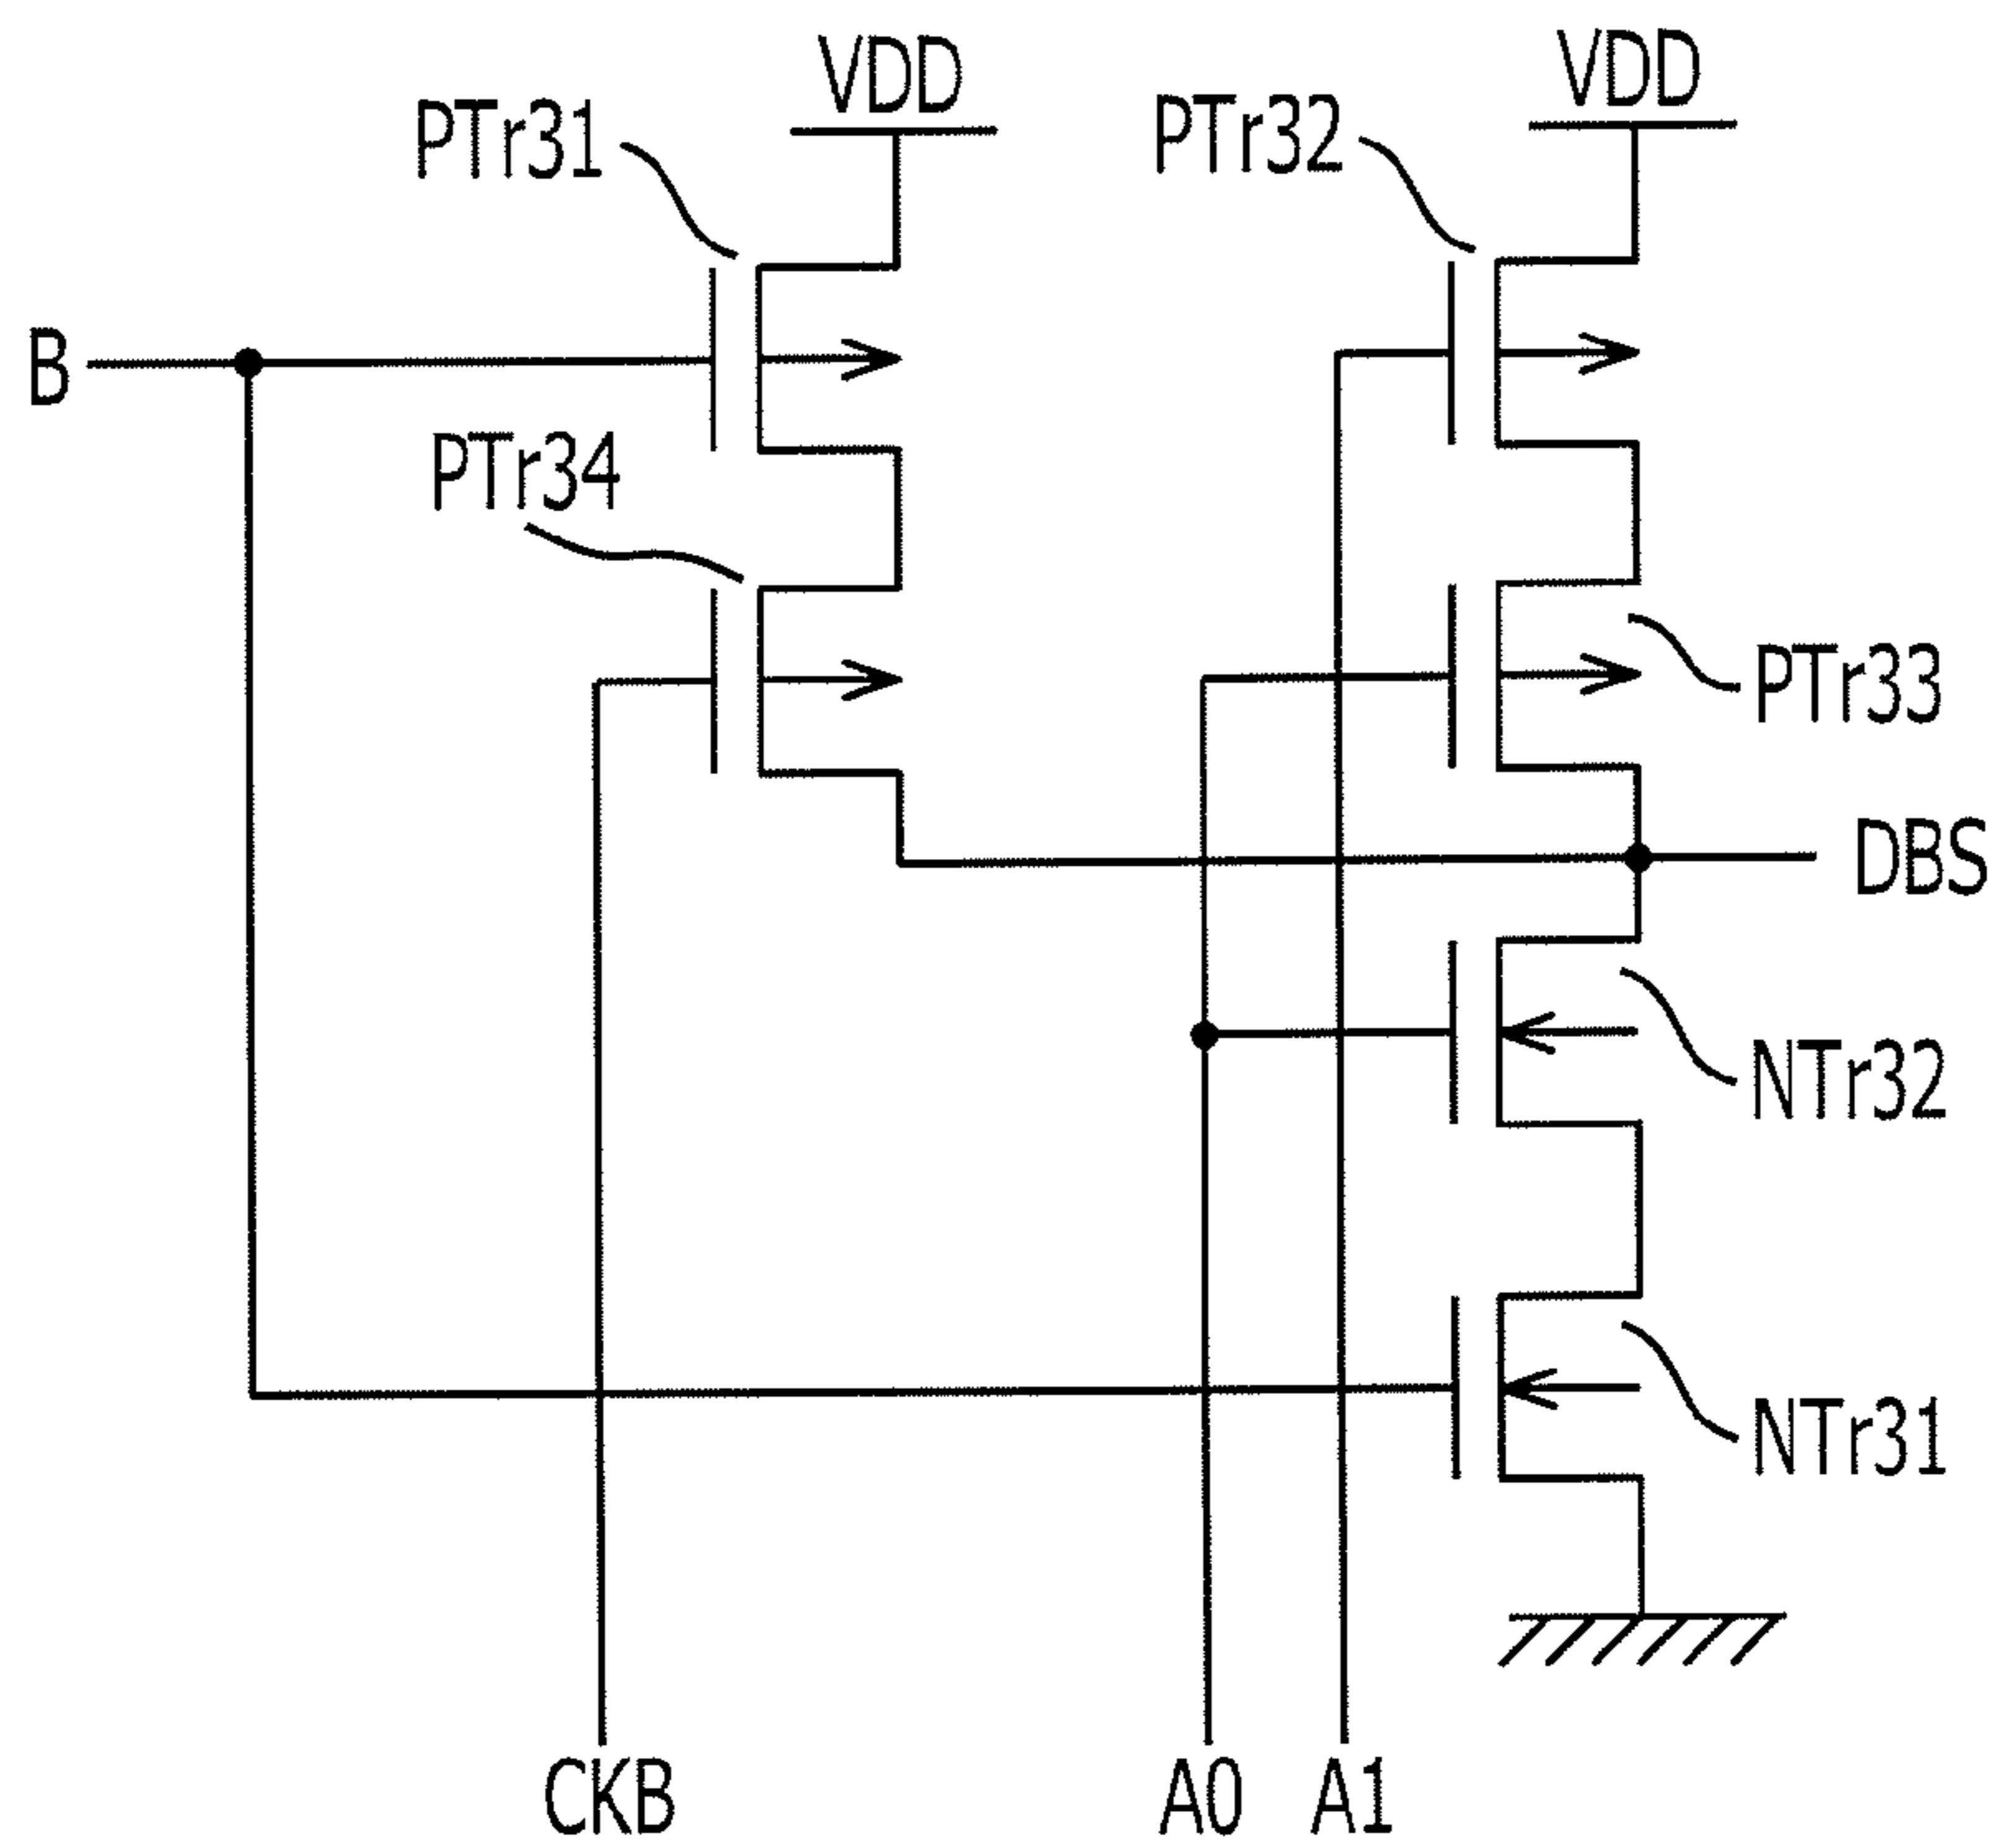 VDD
VDD
PTr31
PTr32
B
PTr34
PTr33
DBS
NTr32
NTr31
CKB
A0
A1